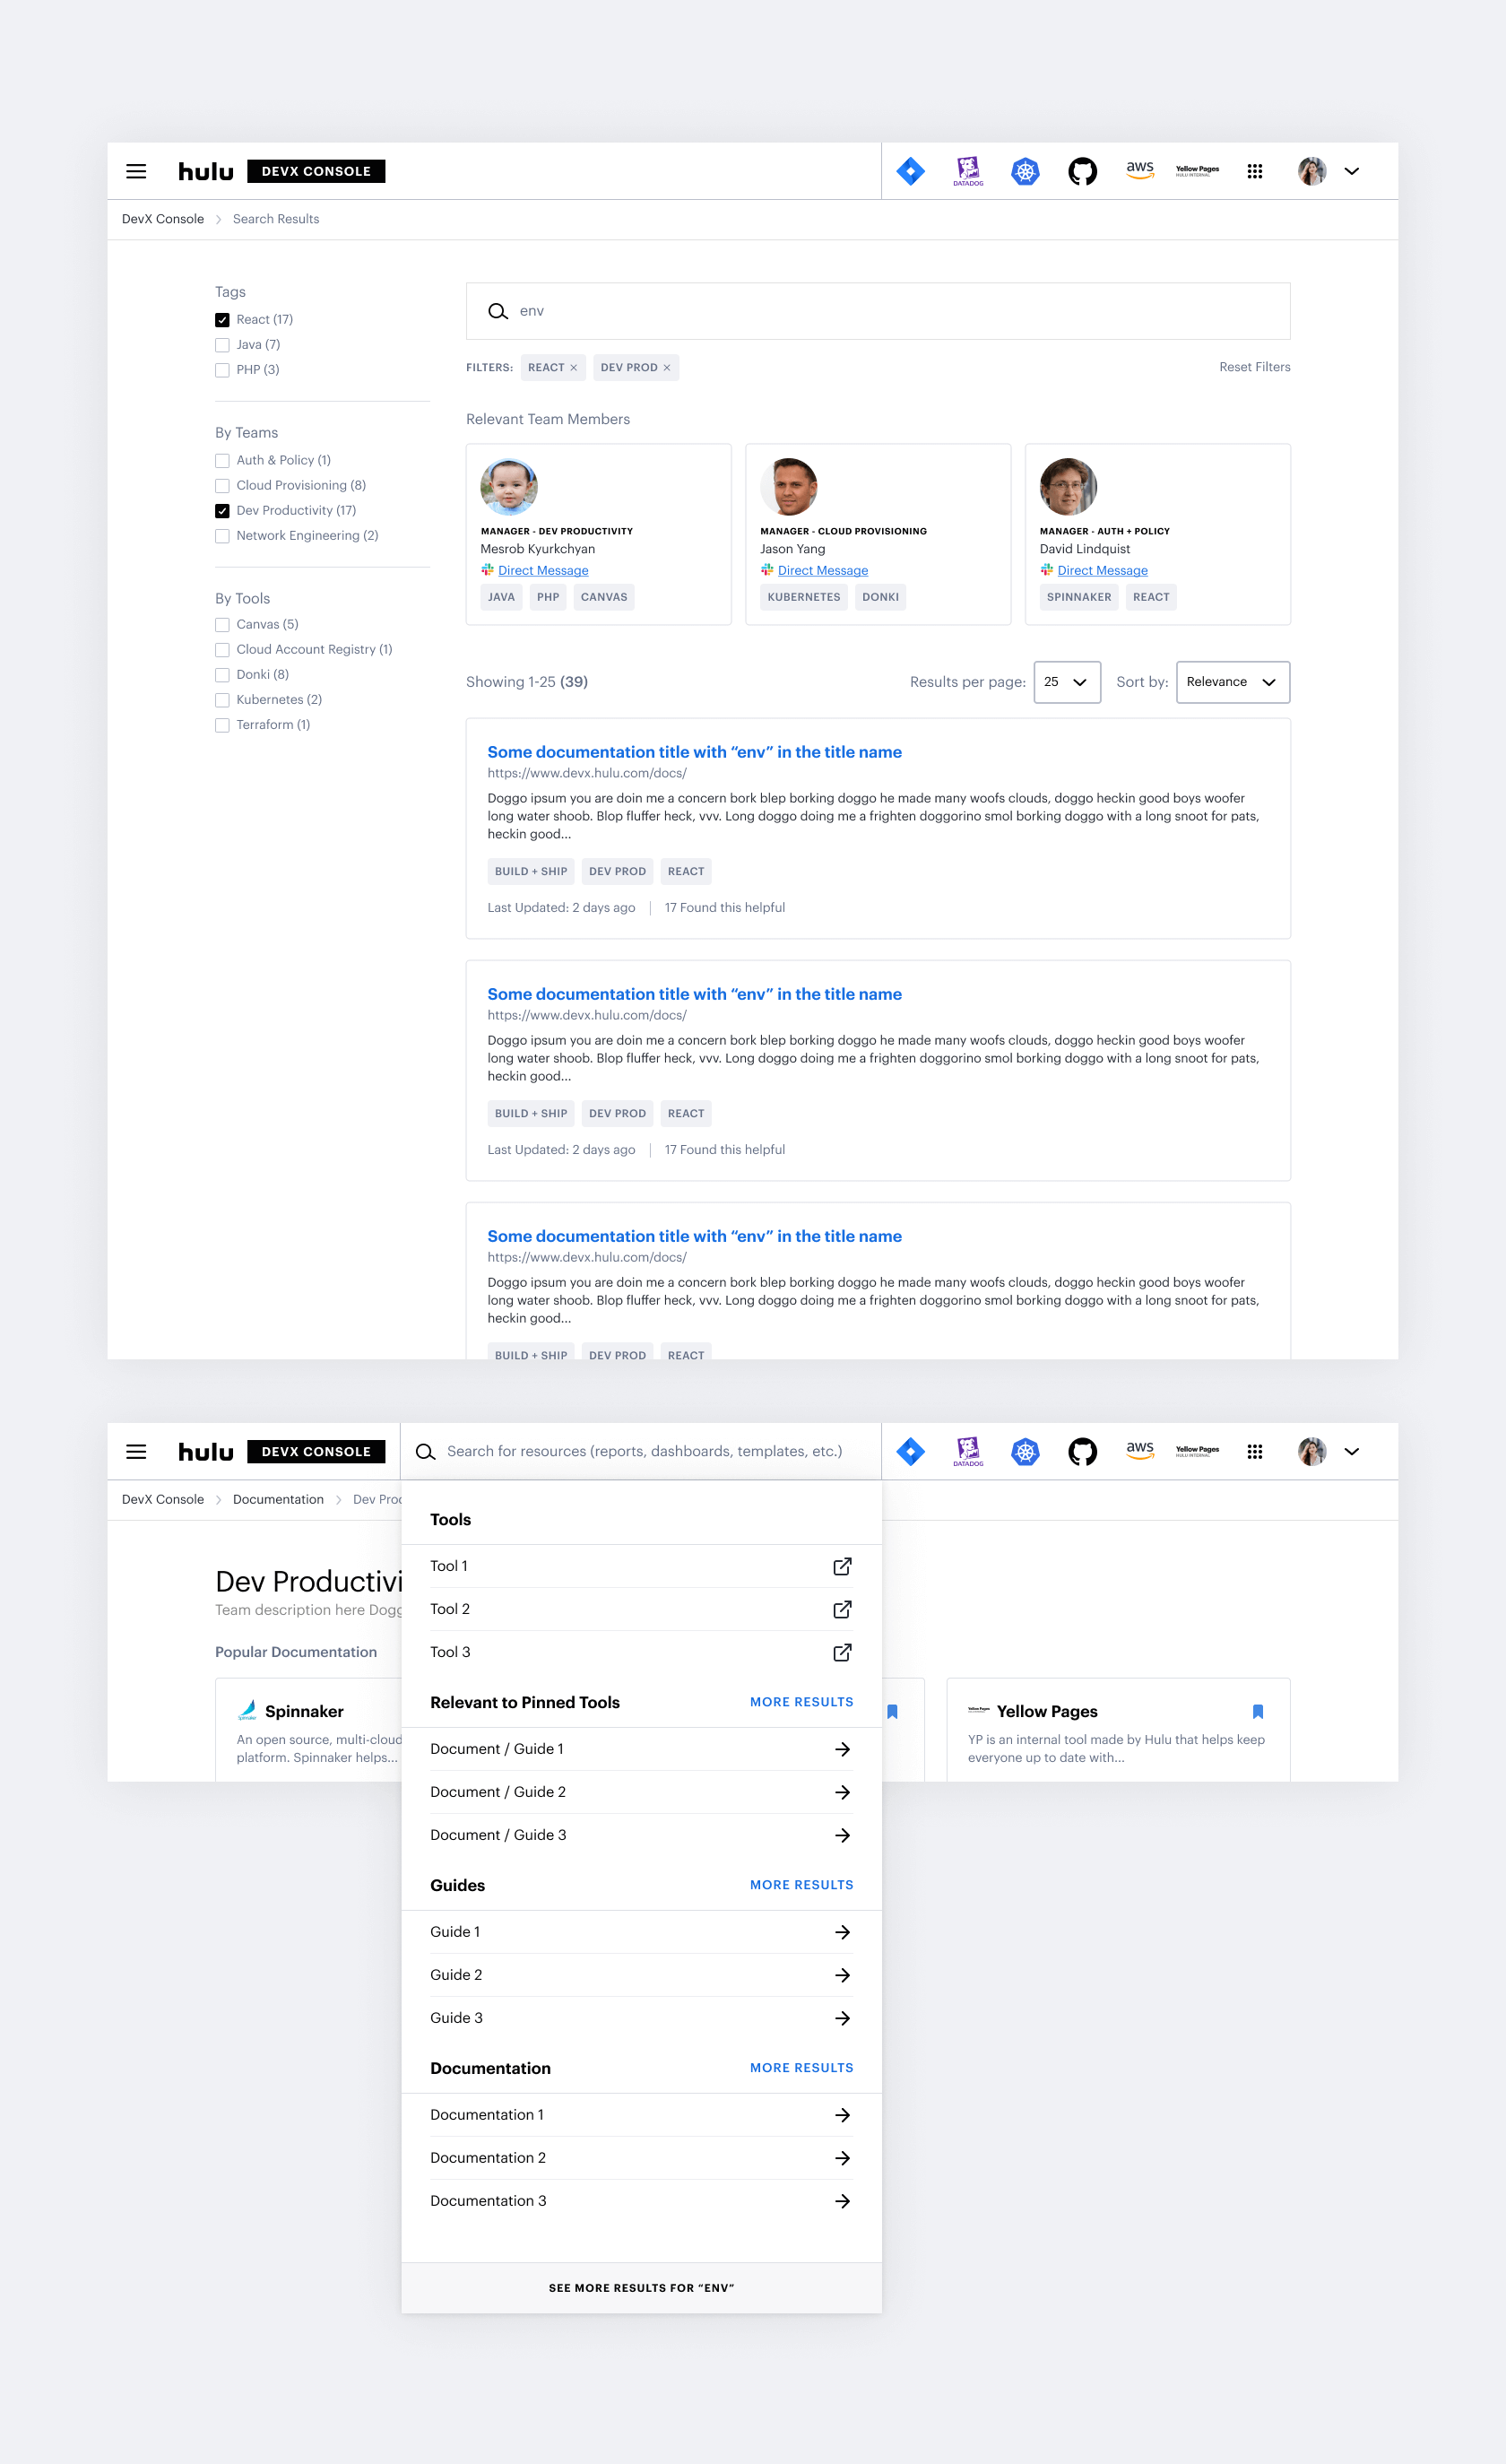 hulu DEVX CONSOLE DATADOG aws Yellow Pages
HULU INTERNAL
DevX Console Search Results
Tags
React (17)
Java (7)
PHP (3)
By Teams
Auth & Policy (1)
Cloud Provisioning (8)
Dev Productivity (17)
Network Engineering (2)
By Tools
Canvas (5)
Cloud Account Registry (1)
Donki (8)
Kubernetes (2)
Terraform (1)
env
FILTERS: REACT × DEV PROD × Reset Filters
Relevant Team Members
MANAGER - DEV PRODUCTIVITY
Mesrob Kyurkchyan
Direct Message
JAVA PHP CANVAS
MANAGER - CLOUD PROVISIONING
Jason Yang
Direct Message
KUBERNETES DONKI
MANAGER - AUTH + POLICY
David Lindquist
Direct Message
SPINNAKER REACT
Showing 1-25 (39) Results per page: 25 Sort by: Relevance
Some documentation title with “env” in the title name
https://www.devx.hulu.com/docs/
Doggo ipsum you are doin me a concern bork blep borking doggo he made many woofs clouds, doggo heckin good boys woofer
long water shoob. Blop fluffer heck, vvv. Long doggo doing me a frighten doggorino smol borking doggo with a long snoot for pats,
heckin good...
BUILD + SHIP DEV PROD REACT
Last Updated: 2 days ago 17 Found this helpful
Some documentation title with “env” in the title name
https://www.devx.hulu.com/docs/
Doggo ipsum you are doin me a concern bork blep borking doggo he made many woofs clouds, doggo heckin good boys woofer
long water shoob. Blop fluffer heck, vvv. Long doggo doing me a frighten doggorino smol borking doggo with a long snoot for pats,
heckin good...
BUILD + SHIP DEV PROD REACT
Last Updated: 2 days ago 17 Found this helpful
Some documentation title with “env” in the title name
https://www.devx.hulu.com/docs/
Doggo ipsum you are doin me a concern bork blep borking doggo he made many woofs clouds, doggo heckin good boys woofer
long water shoob. Blop fluffer heck, vvv. Long doggo doing me a frighten doggorino smol borking doggo with a long snoot for pats,
heckin good...
BUILD + SHIP DEV PROD REACT
hulu DEVX CONSOLE Search for resources (reports, dashboards, templates, etc.) DATADOG aws Yellow Pages
HULU INTERNAL
DevX Console Documentation Dev Proc
Dev Productivi
Team description here Dogg
Popular Documentation
Spinnaker
An open source, multi-cloud
platform. Spinnaker helps...
Yellow Pages
YP is an internal tool made by Hulu that helps keep
everyone up to date with...
Tools
Tool 1
Tool 2
Tool 3
Relevant to Pinned Tools MORE RESULTS
Document / Guide 1
Document / Guide 2
Document / Guide 3
Guides MORE RESULTS
Guide 1
Guide 2
Guide 3
Documentation MORE RESULTS
Documentation 1
Documentation 2
Documentation 3
SEE MORE RESULTS FOR “ENV”